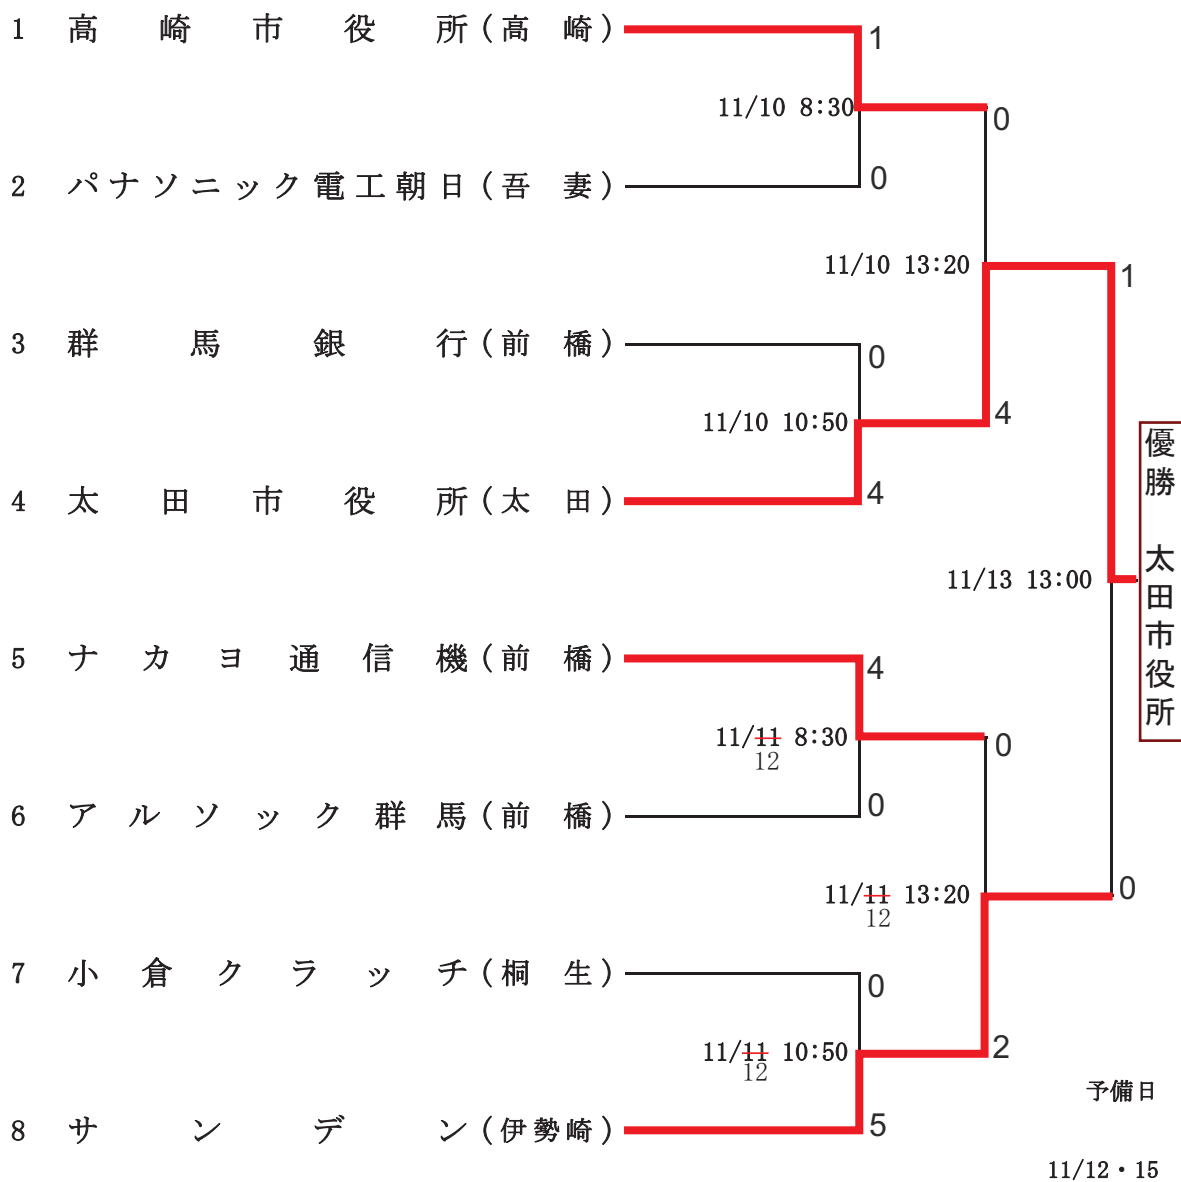 1 高崎市役所(高崎)
1
11/10 8:30
0
2 パナソニック電工朝日(吾妻)
0
11/10 13:20
1
3 群馬銀行(前橋)
0
4
11/10 10:50
4 太田市役所(太田)
4
優勝 太田市役所
11/13 13:00
5 ナカヨ通信機(前橋)
4
11/11 8:30
12
0
6 アルソック群馬(前橋)
0
11/11 13:20
12
0
7 小倉クラッチ(桐生)
0
11/11 10:50
12
2
8 サンデン(伊勢崎)
5
予備日
11/12・15